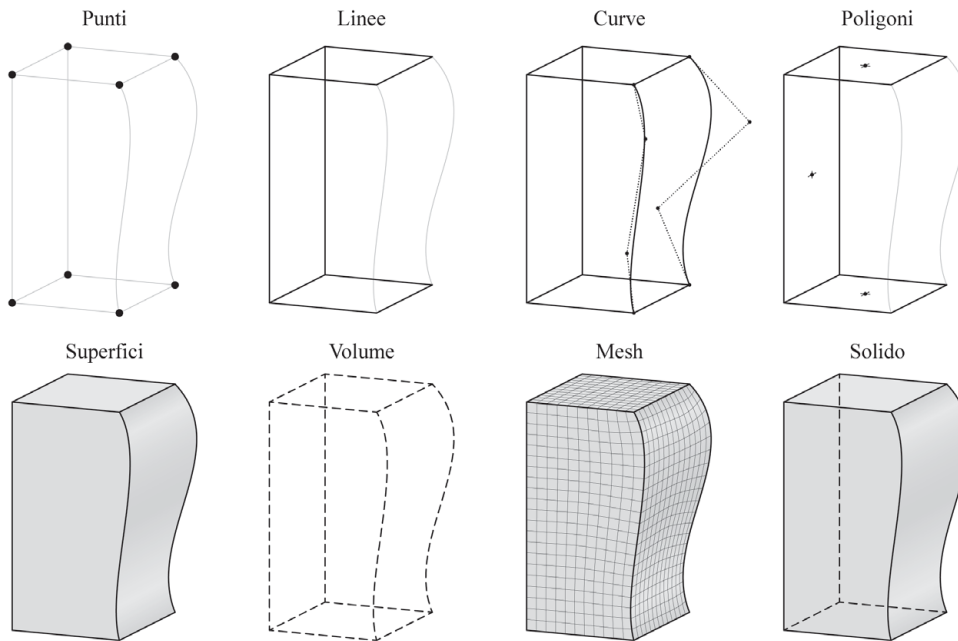 Punti
Linee
Curve
Poligoni
Superfici
Volume
Mesh
Solido